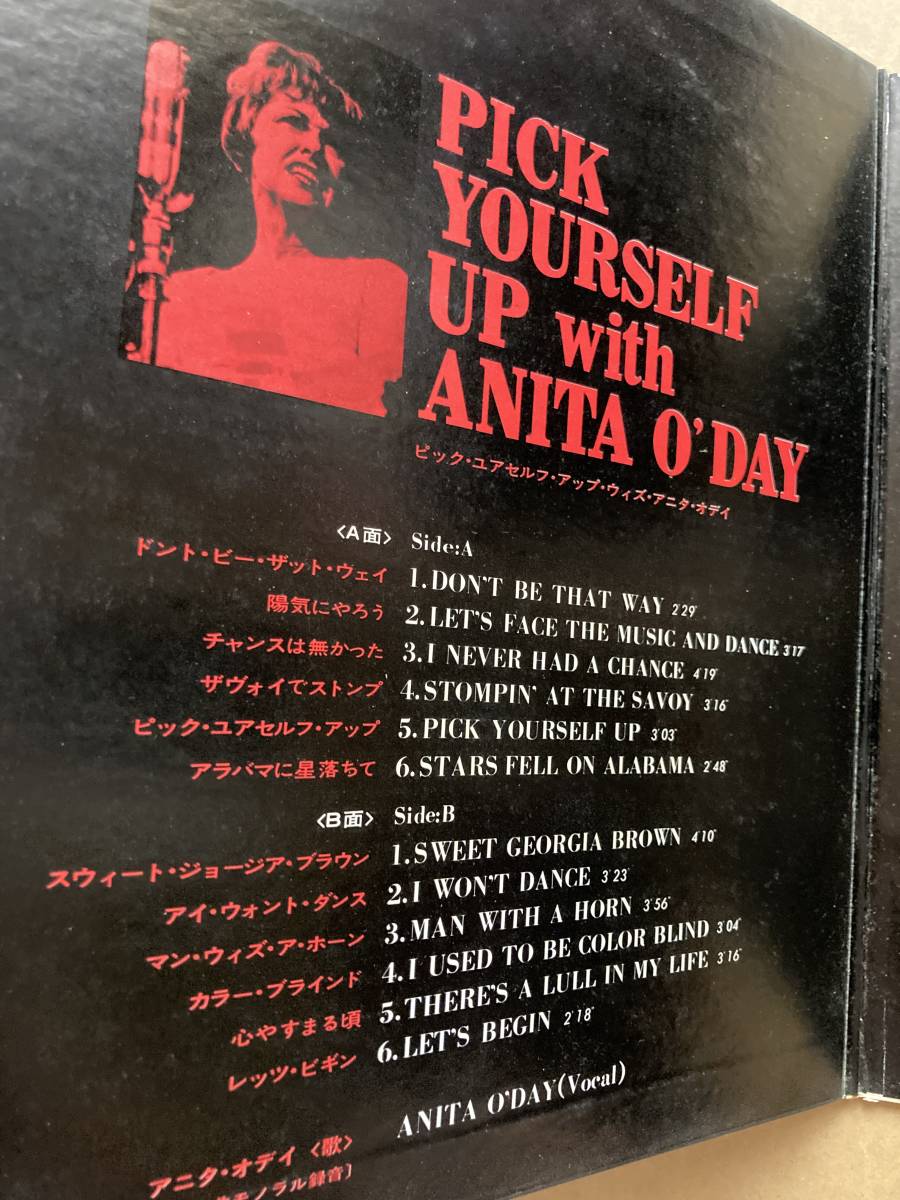 PICK
YOURSELF
UP with
ANITA O'DAY
ピック・ユアセルフ・アップ・ウィズ・アニタ・オデイ
〈A面〉 Side:A
ドント・ビー・ザット・ウェイ 1.DON'T BE THAT WAY 2'29"
陽気にやろう 2.LET'S FACE THE MUSIC AND DANCE 3'17"
チャンスは無かった 3.I NEVER HAD A CHANCE 4'19"
ザヴォイでストンプ 4.STOMPIN' AT THE SAVOY 3'16"
ピック・ユアセルフ・アップ 5.PICK YOURSELF UP 3'03"
アラバマに星落ちて 6.STARS FELL ON ALABAMA 2'48"
〈B面〉 Side:B
スウィート・ジョージア・ブラウン 1.SWEET GEORGIA BROWN 4'10"
アイ・ウォント・ダンス 2.I WON'T DANCE 3'23"
マン・ウィズ・ア・ホーン 3.MAN WITH A HORN 3'56"
カラー・ブラインド 4.I USED TO BE COLOR BLIND 3'04"
心やすまる頃 5.THERE'S A LULL IN MY LIFE 3'16"
レッツ・ビギン 6.LET'S BEGIN 2'18"
アニタ・オデイ〈歌〉 ANITA O'DAY(Vocal)
モノラル録音]